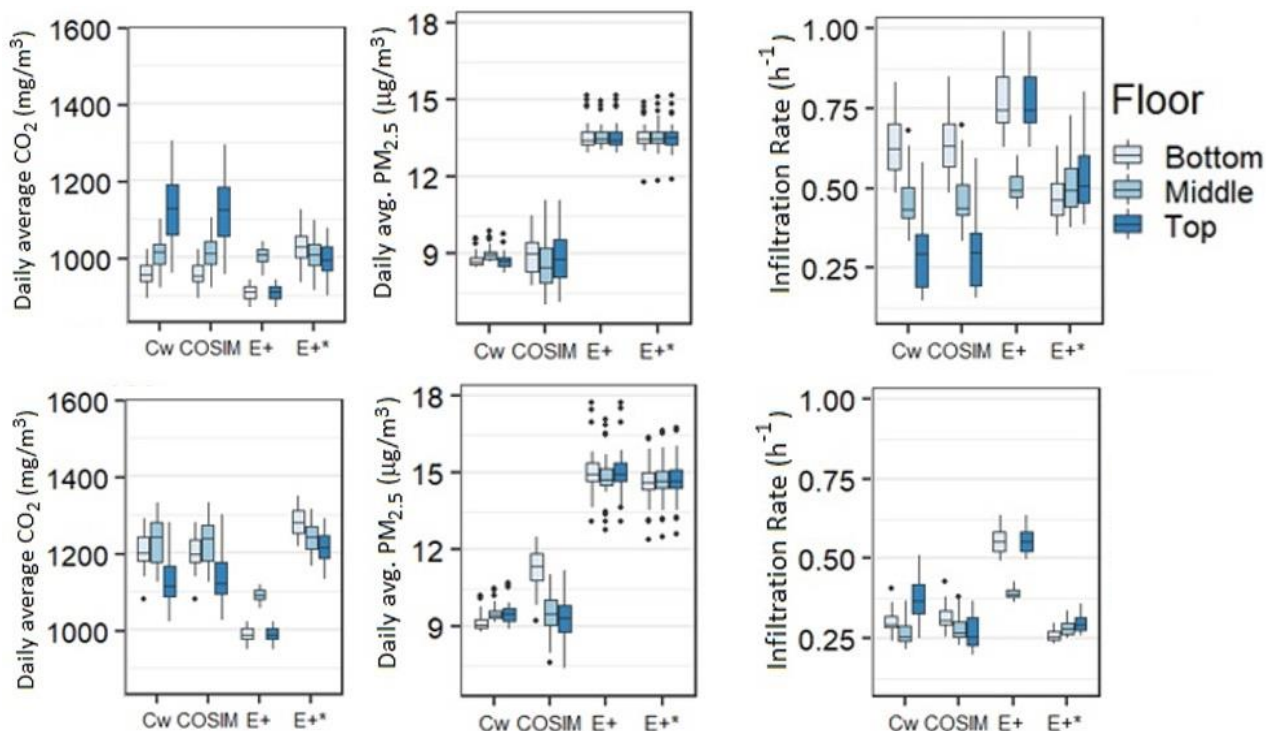 Daily average CO₂ (mg/m³)
1600
1400
1200
1000
Cw COSIM E+ E+*
Daily avg. PM₂.₅ (µg/m³)
18
15
12
9
Cw COSIM E+ E+*
Infiltration Rate (h⁻¹)
1.00
0.75
0.50
0.25
Cw COSIM E+ E+*
Floor
Bottom
Middle
Top
Daily average CO₂ (mg/m³)
1600
1400
1200
1000
Cw COSIM E+ E+*
Daily avg. PM₂.₅ (µg/m³)
18
15
12
9
Cw COSIM E+ E+*
Infiltration Rate (h⁻¹)
1.00
0.75
0.50
0.25
Cw COSIM E+ E+*